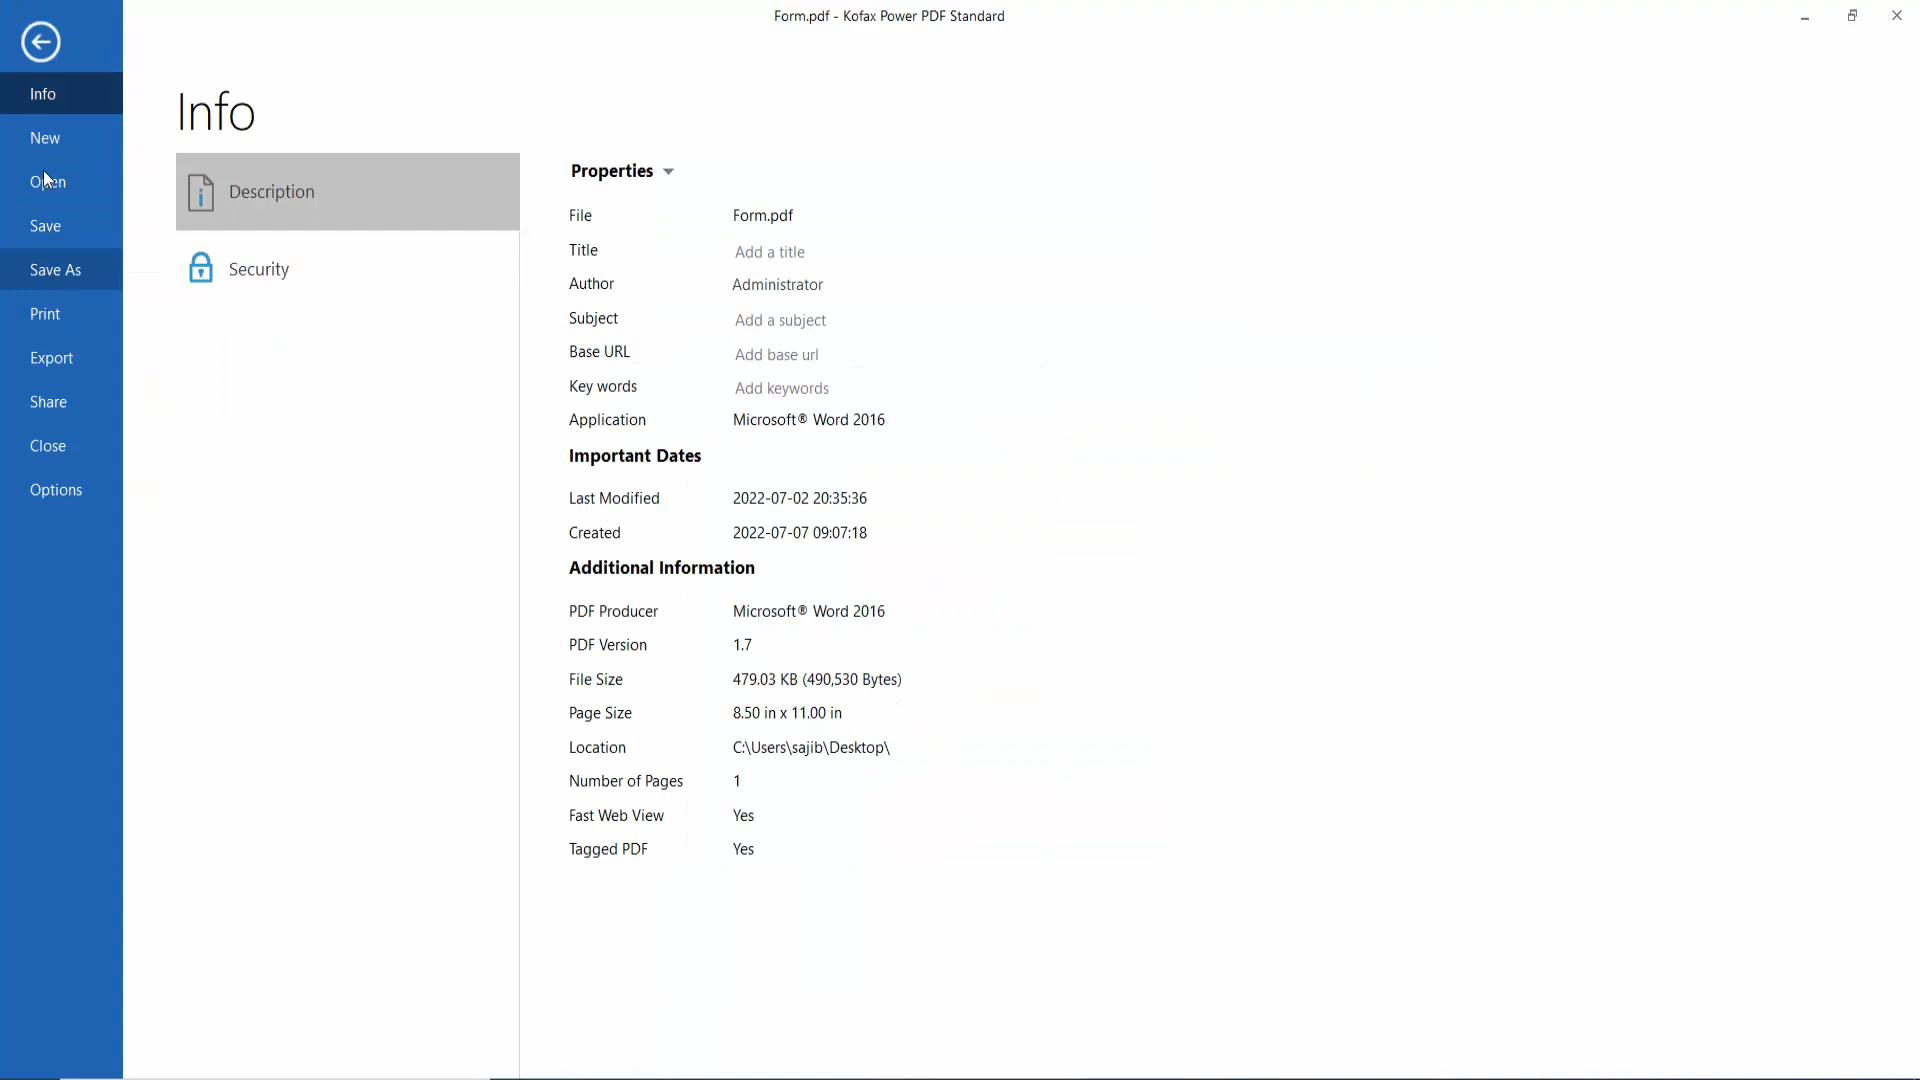 Form.pdf - Kofax Power PDF Standard
Info
New
Open
Save
Save As
Print
Export
Share
Close
Options
Info
Description
Security
Properties
File Form.pdf
Title Add a title
Author Administrator
Subject Add a subject
Base URL Add base url
Key words Add keywords
Application Microsoft® Word 2016
Important Dates
Last Modified 2022-07-02 20:35:36
Created 2022-07-07 09:07:18
Additional Information
PDF Producer Microsoft® Word 2016
PDF Version 1.7
File Size 479.03 KB (490,530 Bytes)
Page Size 8.50 in x 11.00 in
Location C:\Users\sajib\Desktop\
Number of Pages 1
Fast Web View Yes
Tagged PDF Yes